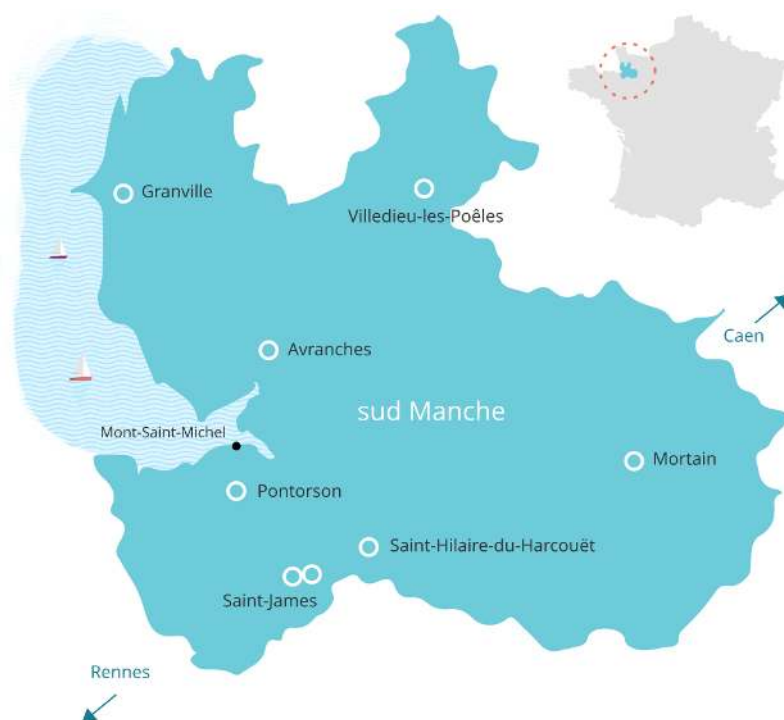 Granville
Villedieu-les-Poêles
Caen
Avranches
sud Manche
Mont-Saint-Michel
Mortain
Pontorson
Saint-Hilaire-du-Harcouët
Saint-James
Rennes